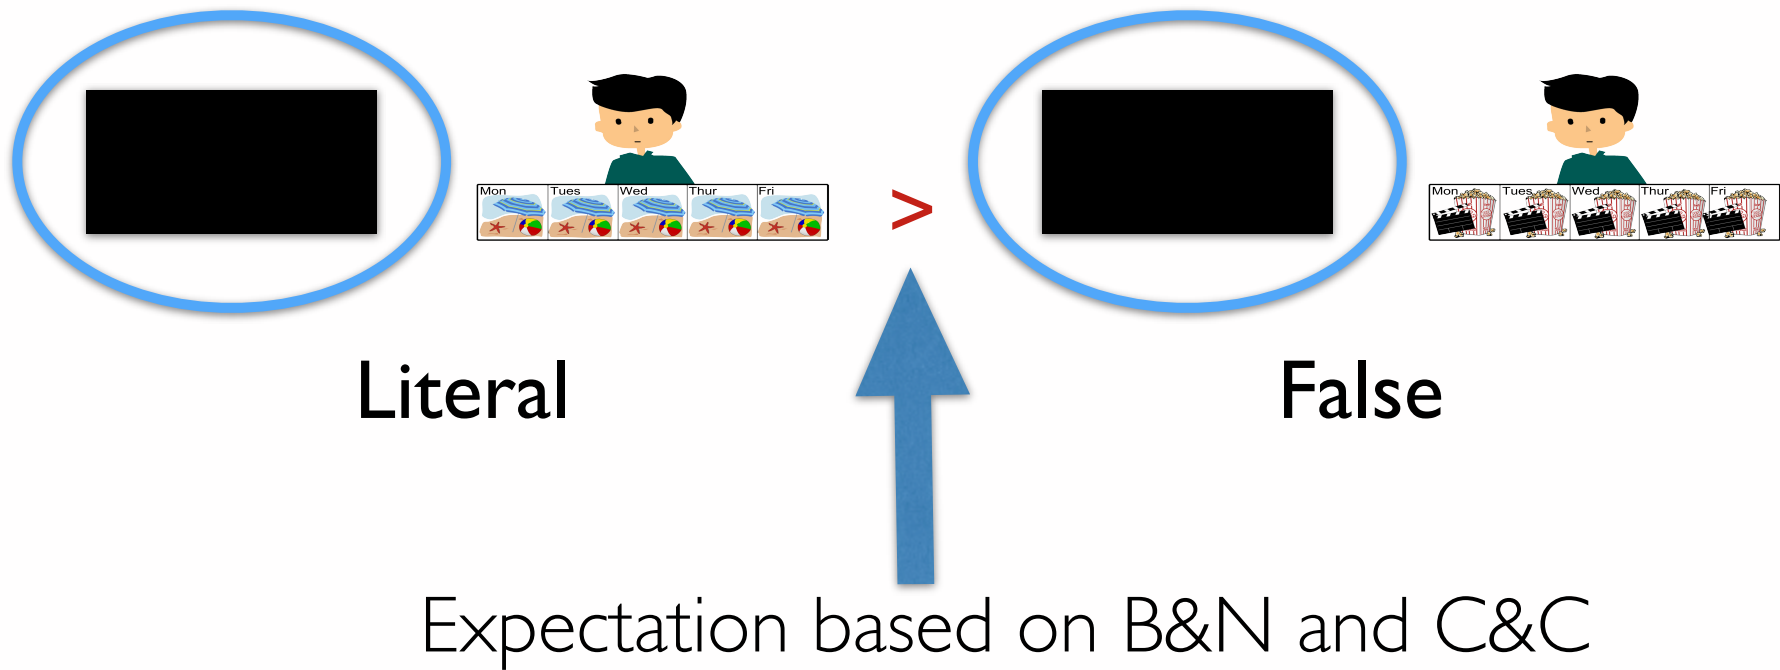 Mon Tues Wed Thur Fri
>
Mon Tues Wed Thur Fri
Literal
False
Expectation based on B&N and C&C